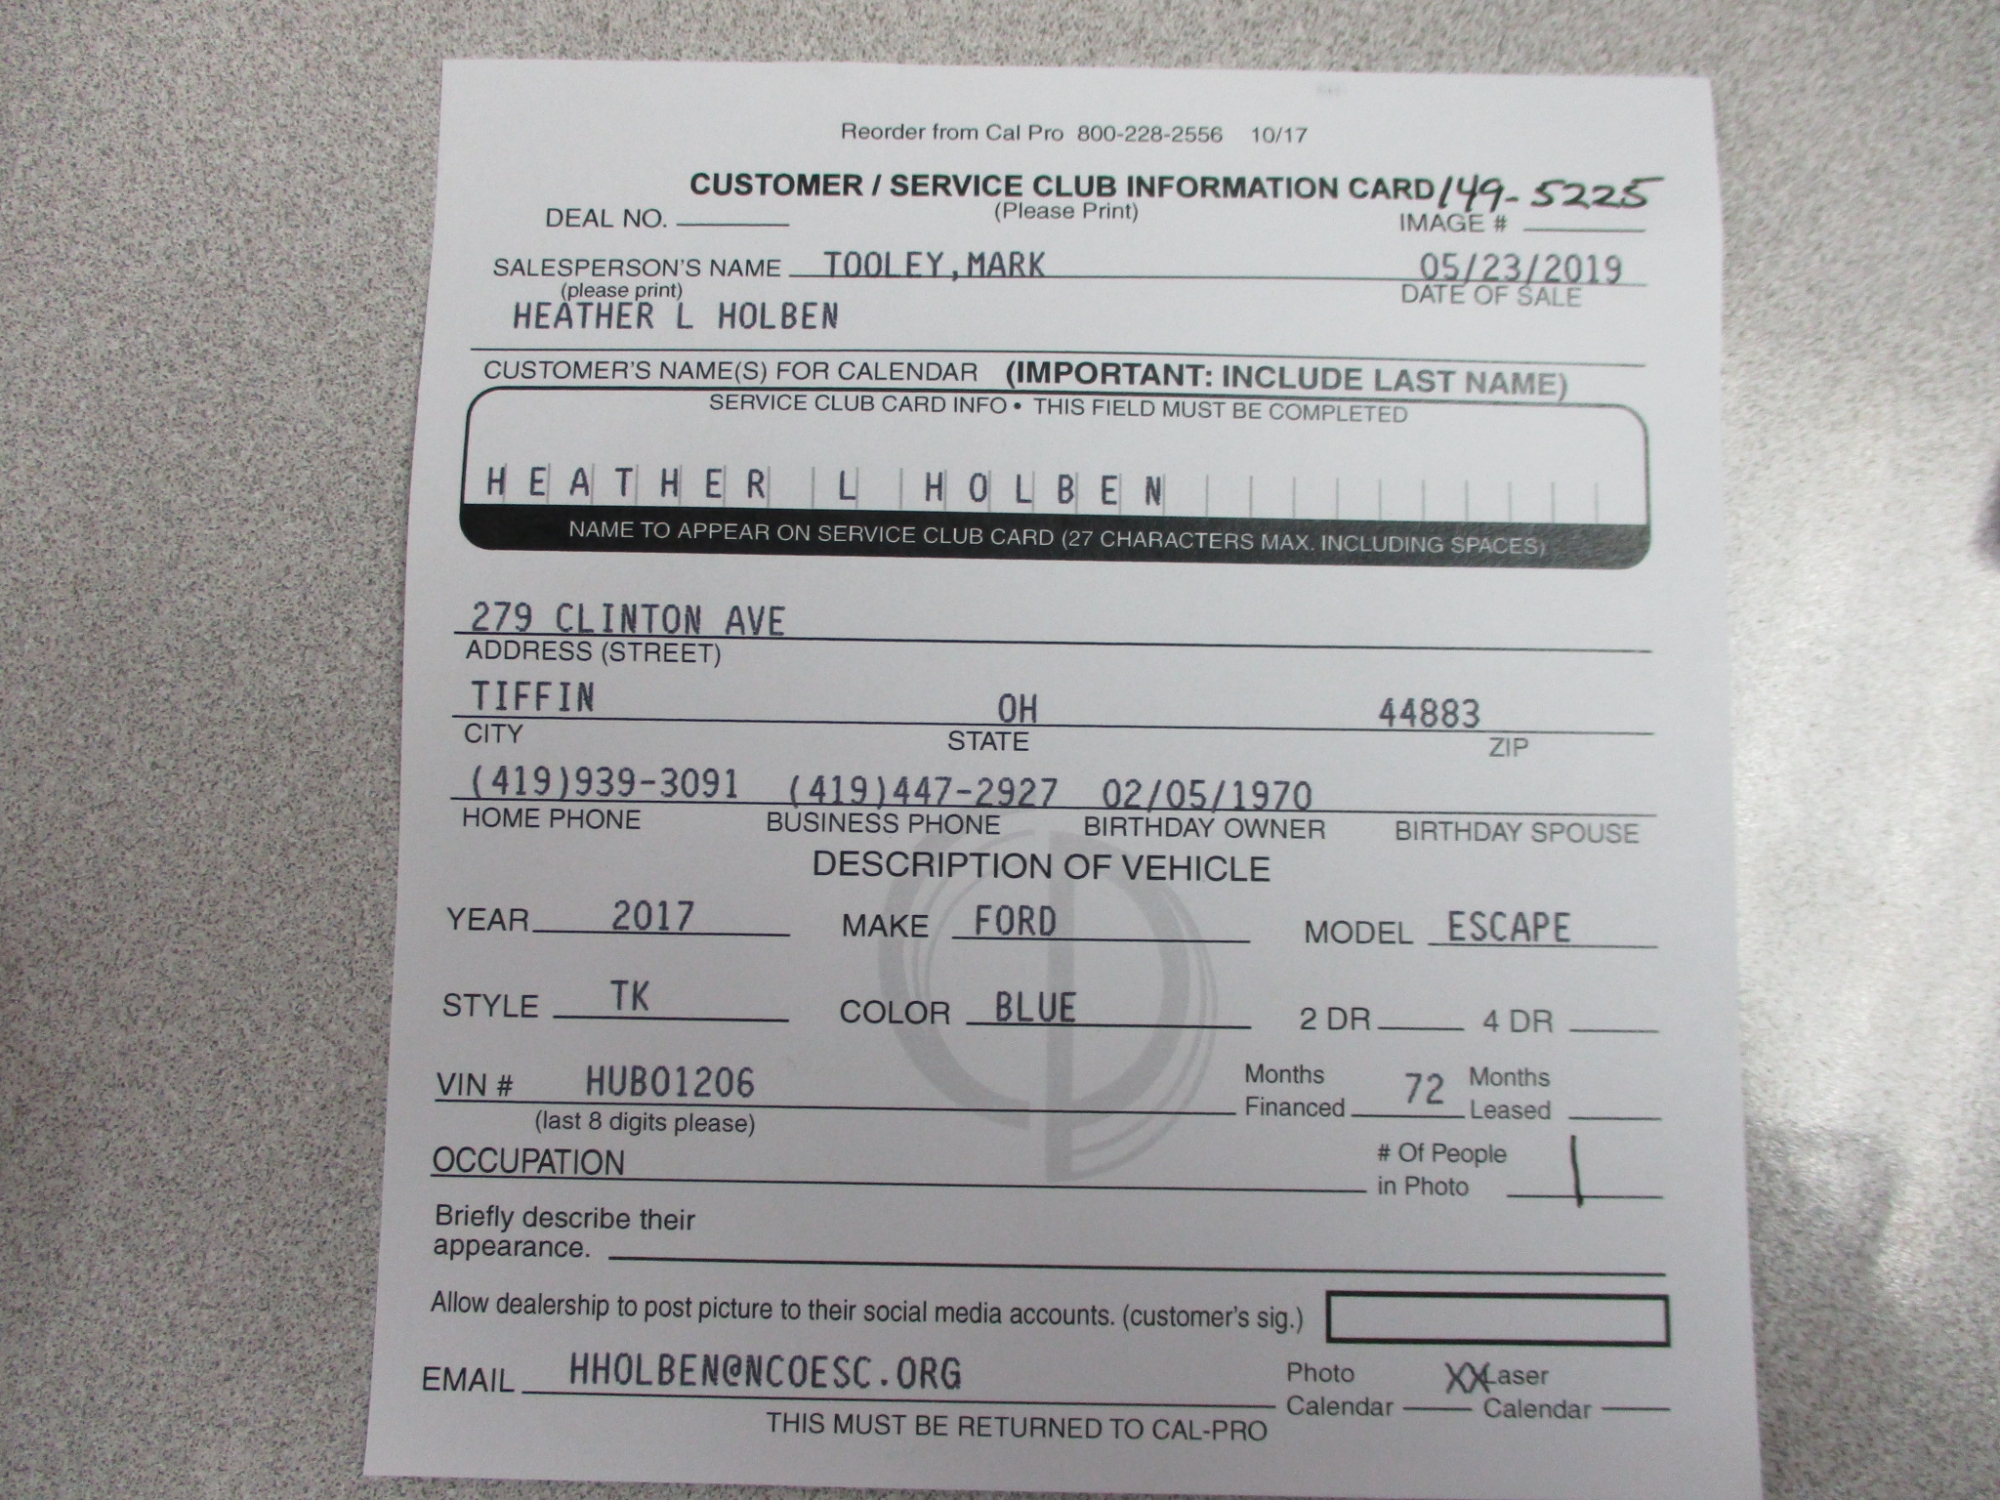 Reorder from Cal Pro 800-228-2556 10/17
CUSTOMER / SERVICE CLUB INFORMATION CARD 149-5225
DEAL NO. (Please Print) IMAGE #
SALESPERSON'S NAME TOOLEY,MARK 05/23/2019
(please print) DATE OF SALE
HEATHER L HOLBEN
CUSTOMER'S NAME(S) FOR CALENDAR (IMPORTANT: INCLUDE LAST NAME)
SERVICE CLUB CARD INFO • THIS FIELD MUST BE COMPLETED
HEATHER L HOLBEN
NAME TO APPEAR ON SERVICE CLUB CARD (27 CHARACTERS MAX. INCLUDING SPACES)
279 CLINTON AVE
ADDRESS (STREET)
TIFFIN OH 44883
CITY STATE ZIP
(419)939-3091 (419)447-2927 02/05/1970
HOME PHONE BUSINESS PHONE BIRTHDAY OWNER BIRTHDAY SPOUSE
DESCRIPTION OF VEHICLE
YEAR 2017 MAKE FORD MODEL ESCAPE
STYLE TK COLOR BLUE 2 DR 4 DR
VIN # HUB01206 Months Financed 72 Months Leased
(last 8 digits please)
OCCUPATION # Of People in Photo 1
Briefly describe their
appearance.
Allow dealership to post picture to their social media accounts. (customer's sig.)
EMAIL HHOLBEN@NCOESC.ORG Photo Calendar XX Laser Calendar
THIS MUST BE RETURNED TO CAL-PRO